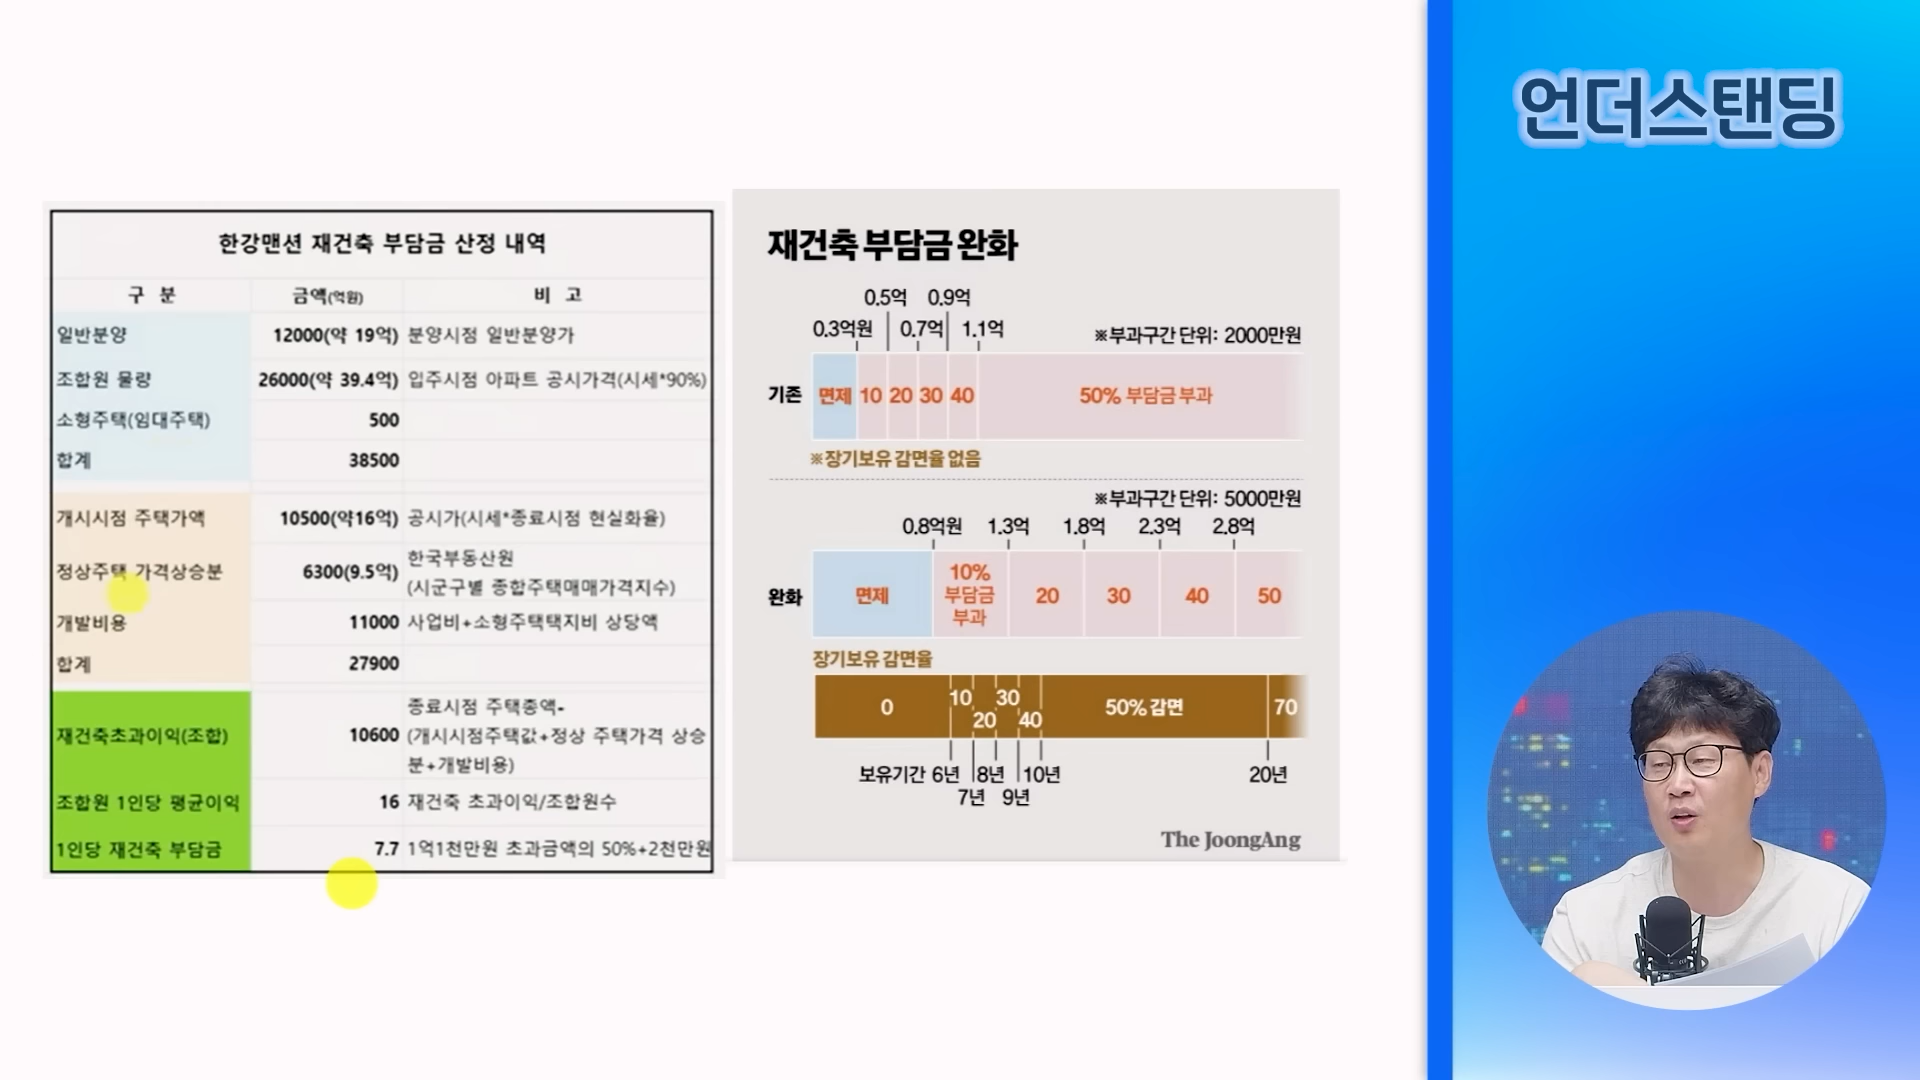 언더스탠딩
한강맨션 재건축 부담금 산정 내역
구 분 금액(억원) 비 고
일반분양 12000(약 19억) 분양시점 일반분양가
조합원 물량 26000(약 39.4억) 입주시점 아파트 공시가격(시세*90%)
소형주택(임대주택) 500
합계 38500
개시시점 주택가액 10500(약16억) 공시가(시세*종료시점 현실화율)
정상주택 가격상승분 6300(9.5억) 한국부동산원
(시군구별 종합주택매매가격지수)
개발비용 11000 사업비+소형주택택지비 상당액
합계 27900
종료시점 주택총액-
재건축초과이익(조합) 10600 (개시시점주택값+정상 주택가격 상승
분+개발비용)
조합원 1인당 평균이익 16 재건축 초과이익/조합원수
1인당 재건축 부담금 7.7 1억1천만원 초과금액의 50%+2천만원
재건축 부담금 완화
0.5억 0.9억
0.3억원 0.7억 1.1억 ※부과구간 단위: 2000만원
기존 면제 10 20 30 40 50% 부담금 부과
※장기보유 감면율 없음
※부과구간 단위: 5000만원
0.8억원 1.3억 1.8억 2.3억 2.8억
완화 면제 10% 부담금 부과 20 30 40 50
장기보유 감면율
0 10 20 30 40 50% 감면 70
보유기간 6년 8년 10년 20년
7년 9년
The JoongAng